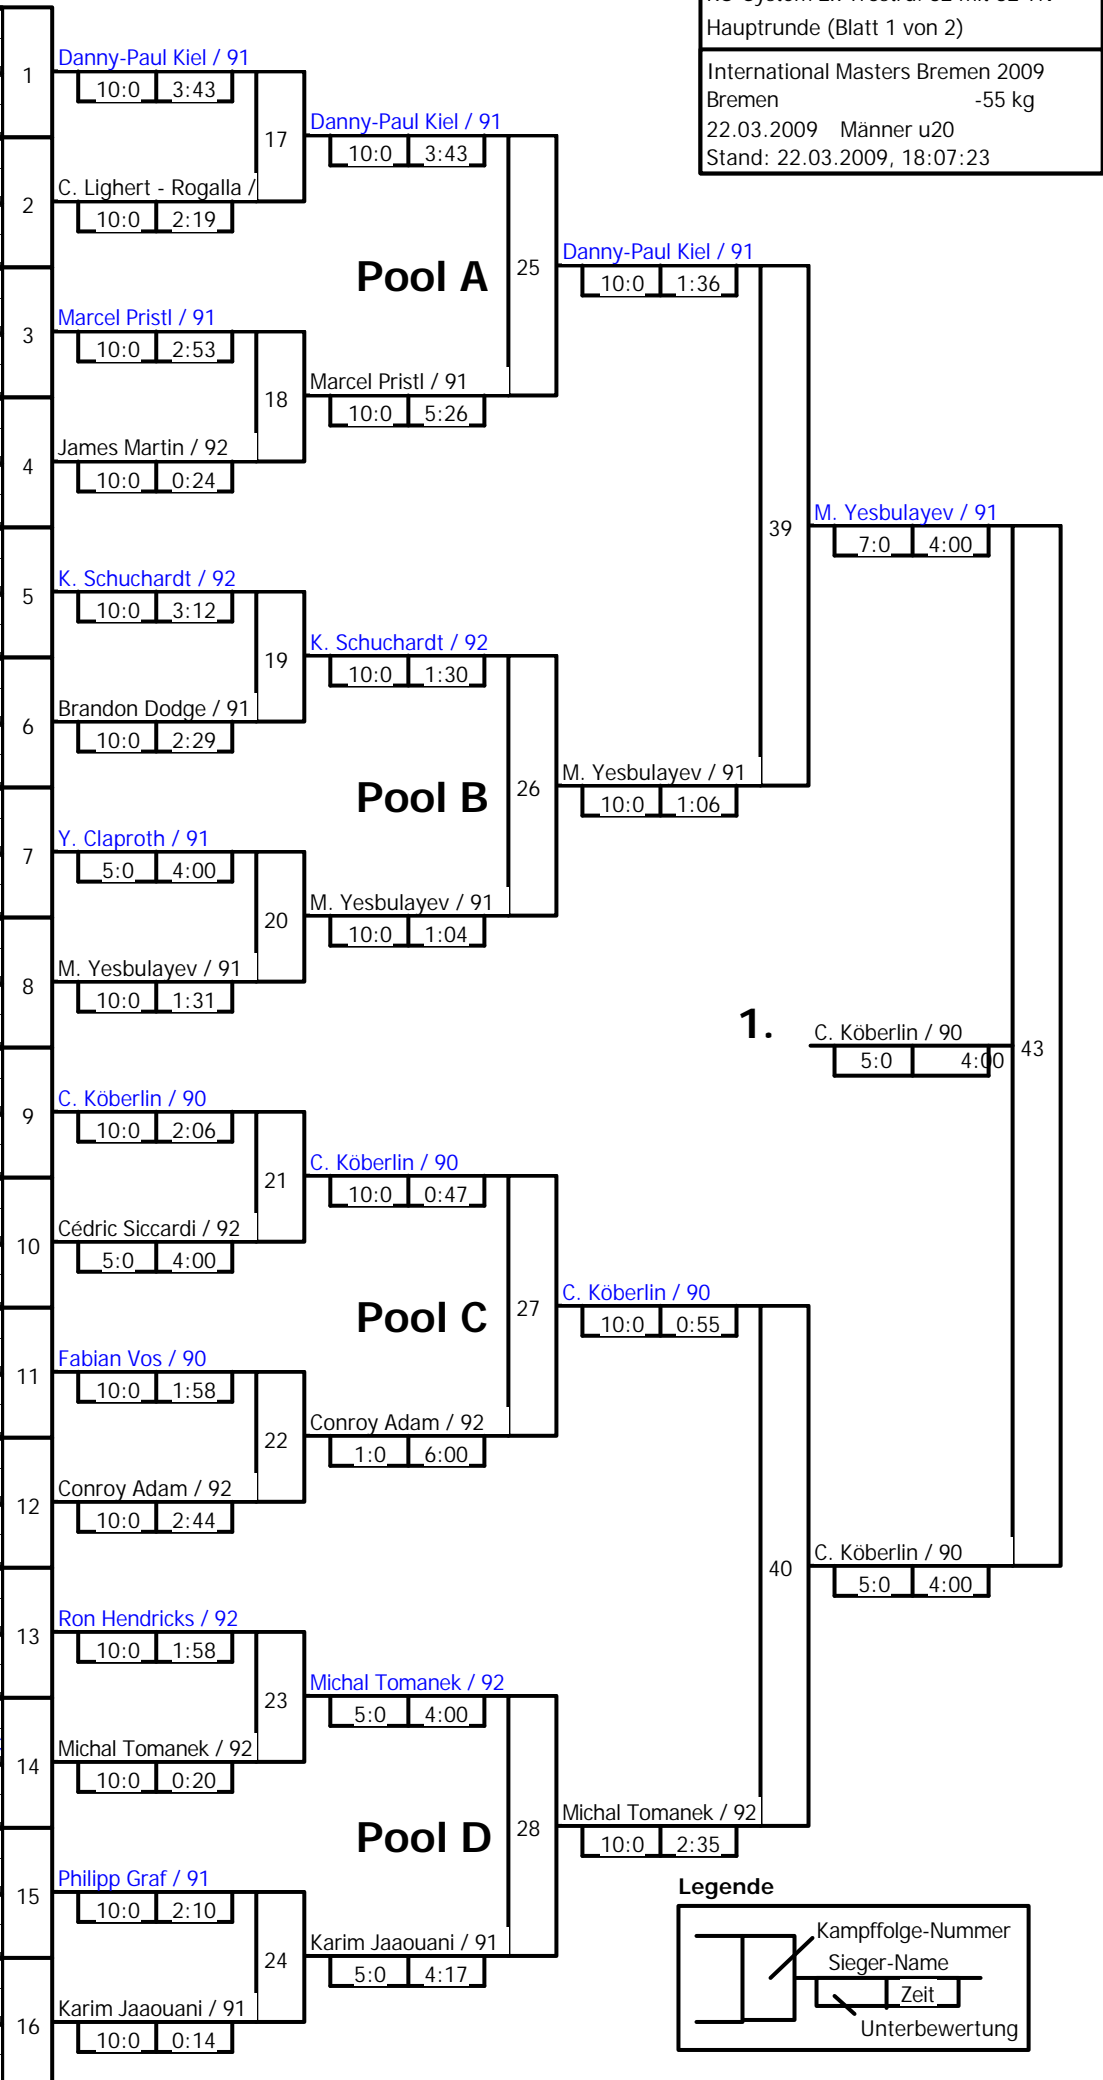 Hauptrunde (Blatt 1 von 2)
International Masters Bremen 2009
Bremen -55 kg
22.03.2009 Männer u20
Stand: 22.03.2009, 18:07:23
1
Danny-Paul Kiel / 91
10:0 3:43
17
Danny-Paul Kiel / 91
10:0 3:43
2
C. Lighert - Rogalla /
10:0 2:19
Pool A
25
Danny-Paul Kiel / 91
10:0 1:36
3
Marcel Pristl / 91
10:0 2:53
18
Marcel Pristl / 91
10:0 5:26
4
James Martin / 92
10:0 0:24
39
M. Yesbulayev / 91
7:0 4:00
5
K. Schuchardt / 92
10:0 3:12
19
K. Schuchardt / 92
10:0 1:30
6
Brandon Dodge / 91
10:0 2:29
Pool B
26
M. Yesbulayev / 91
10:0 1:06
7
Y. Claproth / 91
5:0 4:00
20
M. Yesbulayev / 91
10:0 1:04
8
M. Yesbulayev / 91
10:0 1:31
1.
C. Köberlin / 90
5:0 4:00
43
9
C. Köberlin / 90
10:0 2:06
21
C. Köberlin / 90
10:0 0:47
10
Cédric Siccardi / 92
5:0 4:00
Pool C
27
C. Köberlin / 90
10:0 0:55
11
Fabian Vos / 90
10:0 1:58
22
Conroy Adam / 92
1:0 6:00
12
Conroy Adam / 92
10:0 2:44
40
C. Köberlin / 90
5:0 4:00
13
Ron Hendricks / 92
10:0 1:58
23
Michal Tomanek / 92
5:0 4:00
14
Michal Tomanek / 92
10:0 0:20
Pool D
28
Michal Tomanek / 92
10:0 2:35
15
Philipp Graf / 91
10:0 2:10
24
Karim Jaaouani / 91
5:0 4:17
16
Karim Jaaouani / 91
10:0 0:14
Legende
Kampffolge-Nummer
Sieger-Name
Zeit
Unterbewertung